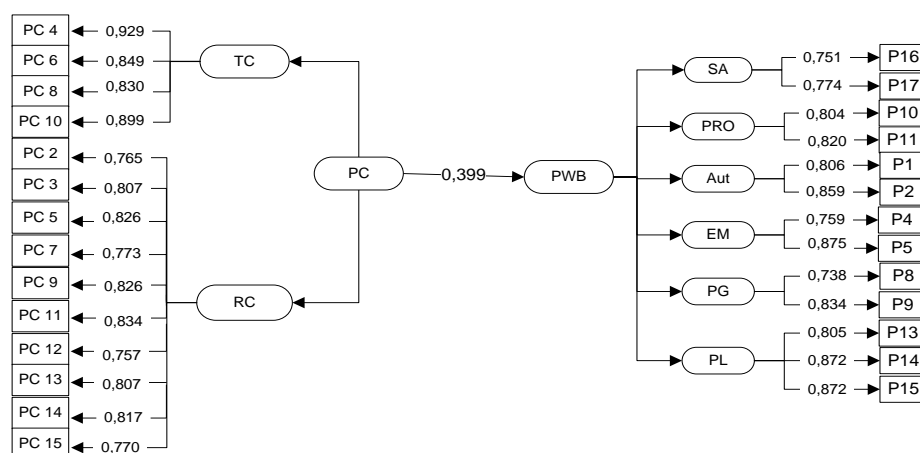 PC 4
0,929
PC 6
0,849
PC 8
0,830
PC 10
0,899
TC
PC 2
0,765
PC 3
0,807
PC 5
0,826
PC 7
0,773
PC 9
0,826
PC 11
0,834
PC 12
0,757
PC 13
0,807
PC 14
0,817
PC 15
0,770
RC
PC
0,399
PWB
SA
0,751
P16
0,774
P17
PRO
0,804
P10
0,820
P11
Aut
0,806
P1
0,859
P2
EM
0,759
P4
0,875
P5
PG
0,738
P8
0,834
P9
PL
0,805
P13
0,872
P14
0,872
P15